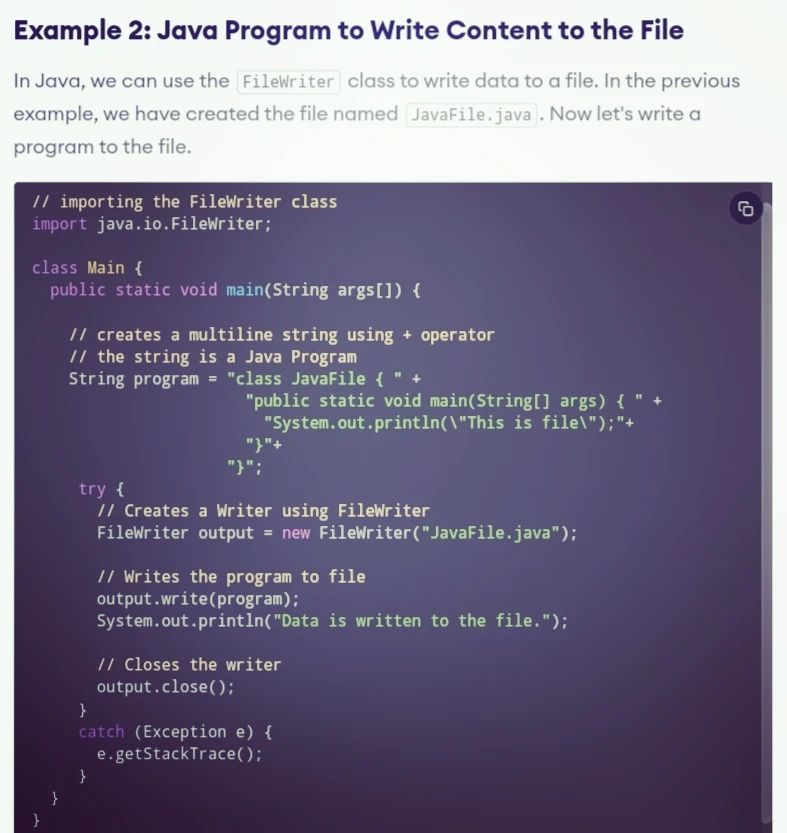 Example 2: Java Program to Write Content to the File
In Java, we can use the FileWriter class to write data to a file. In the previous
example, we have created the file named JavaFile.java. Now let's write a
program to the file.
// importing the FileWriter class
import java.io.FileWriter;
class Main {
public static void main(String args[]) {
// creates a multiline string using + operator
// the string is a Java Program
String program = "class JavaFile { " +
"public static void main(String[] args) { " +
"System.out.println(\"This is file\");"+
"}"+
"}";
try {
// Creates a Writer using FileWriter
FileWriter output = new FileWriter("JavaFile.java");
// Writes the program to file
output.write(program);
System.out.println("Data is written to the file.");
// Closes the writer
output.close();
}
catch (Exception e) {
e.getStackTrace();
}
}
}